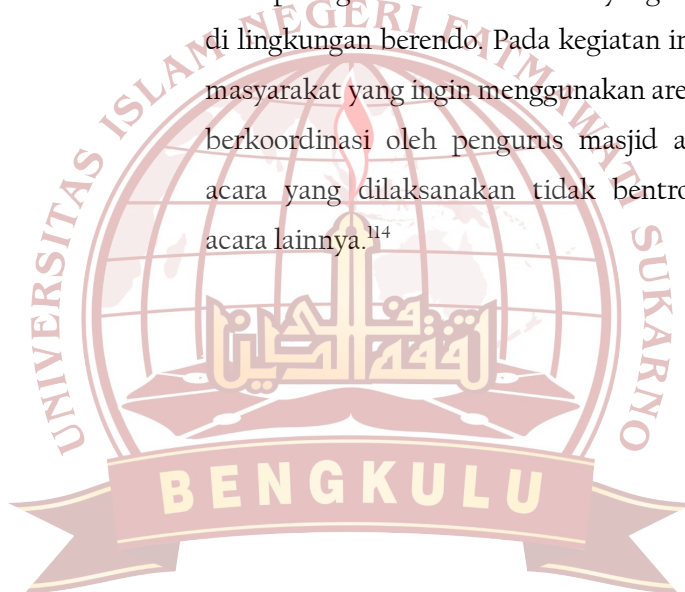 di lingkungan berendo. Pada kegiatan in
masyarakat yang ingin menggunakan are
berkoordinasi oleh pengurus masjid a
acara yang dilaksanakan tidak bentro
acara lainnya.114
UNIVERSITAS ISLAM NEGERI FATMAWATI SUKARNO
BENGKULU